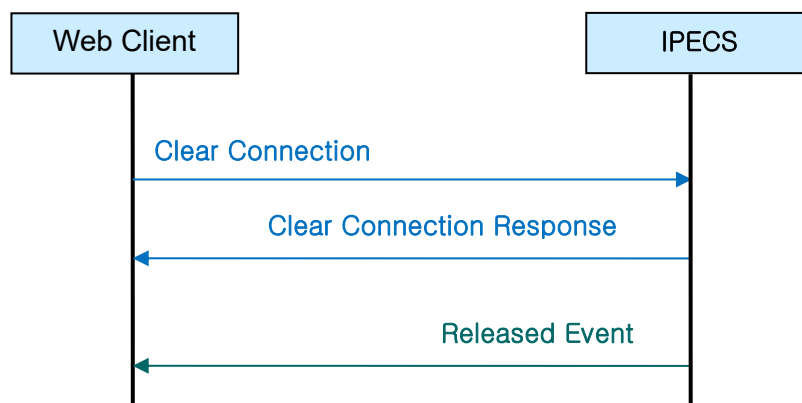 Web Client
IPECS
Clear Connection
Clear Connection Response
Released Event